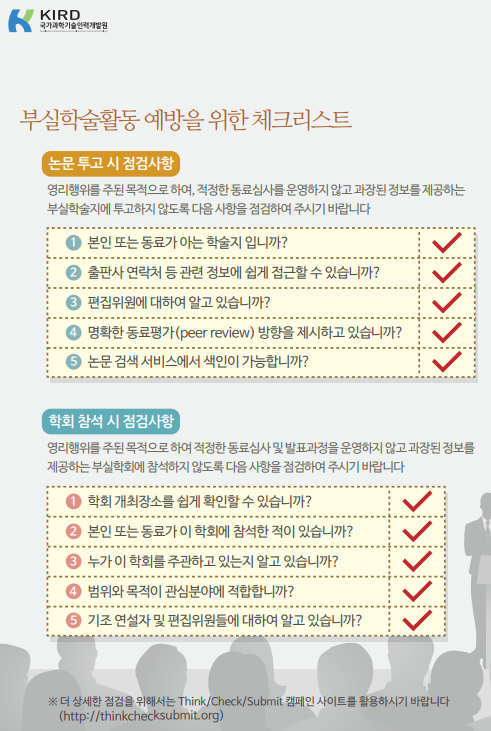 KIRD
국가과학기술인력개발원
부실학술활동 예방을 위한 체크리스트
논문 투고 시 점검사항
영리행위를 주된 목적으로 하여, 적정한 동료심사를 운영하지 않고 과장된 정보를 제공하는
부실학술지에 투고하지 않도록 다음 사항을 점검하여 주시기 바랍니다
1 본인 또는 동료가 아는 학술지 입니까?
2 출판사 연락처 등 관련 정보에 쉽게 접근할 수 있습니까?
3 편집위원에 대하여 알고 있습니까?
4 명확한 동료평가(peer review) 방향을 제시하고 있습니까?
5 논문 검색 서비스에서 색인이 가능합니까?
학회 참석 시 점검사항
영리행위를 주된 목적으로 하여 적정한 동료심사 및 발표과정을 운영하지 않고 과장된 정보를
제공하는 부실학회에 참석하지 않도록 다음 사항을 점검하여 주시기 바랍니다
1 학회 개최장소를 쉽게 확인할 수 있습니까?
2 본인 또는 동료가 이 학회에 참석한 적이 있습니까?
3 누가 이 학회를 주관하고 있는지 알고 있습니까?
4 범위와 목적이 관심분야에 적합합니까?
5 기조 연설자 및 편집위원들에 대하여 알고 있습니까?
※ 더 상세한 점검을 위해서는 Think/Check/Submit 캠페인 사이트를 활용하시기 바랍니다
(http://thinkchecksubmit.org)